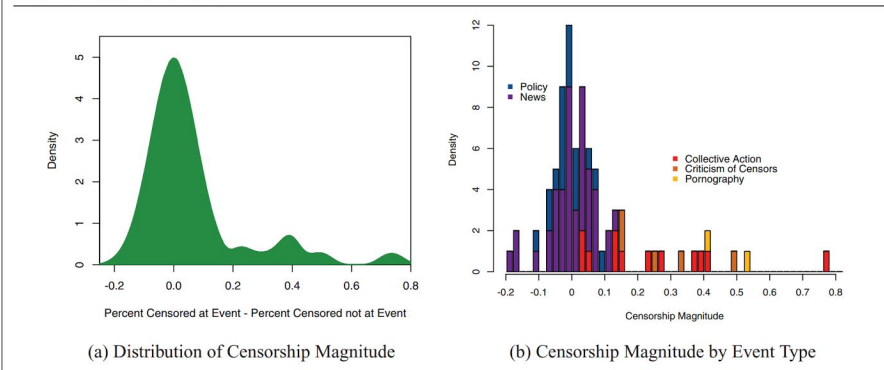 5
4
3
2
1
0
Density
-0.2 0.0 0.2 0.4 0.6 0.8
Percent Censored at Event - Percent Censored not at Event
(a) Distribution of Censorship Magnitude
12
10
8
6
4
2
0
Density
Policy
News
Collective Action
Criticism of Censors
Pornography
-0.2 -0.1 0 0.1 0.2 0.3 0.4 0.5 0.6 0.7 0.8
Censorship Magnitude
(b) Censorship Magnitude by Event Type